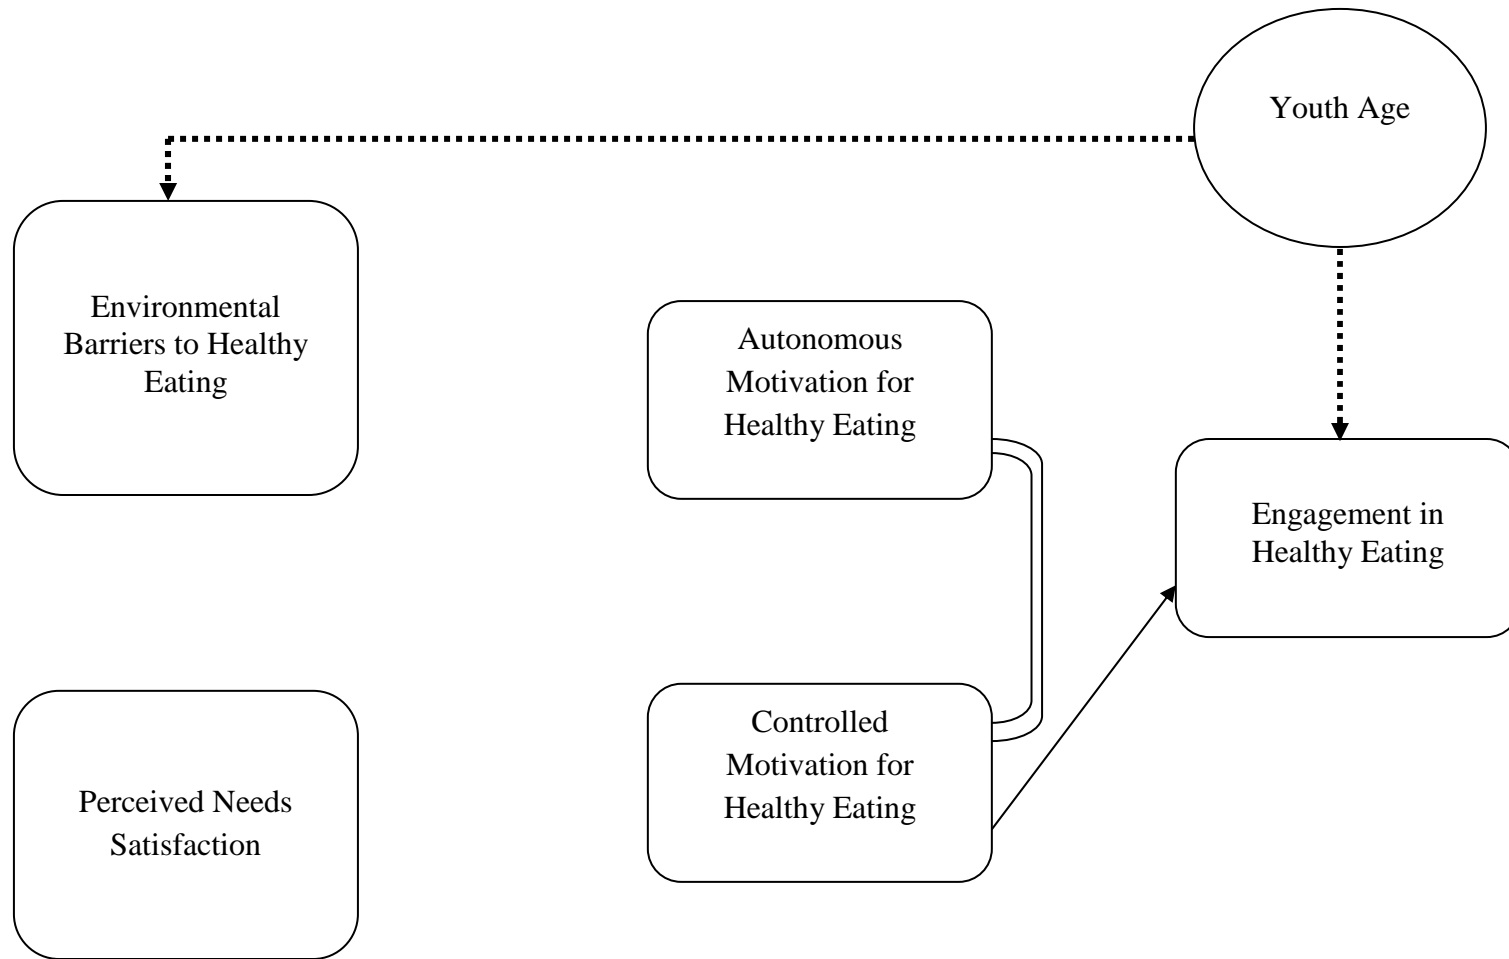 Youth Age
Environmental
Barriers to Healthy
Eating
Autonomous
Motivation for
Healthy Eating
Engagement in
Healthy Eating
Controlled
Motivation for
Healthy Eating
Perceived Needs
Satisfaction